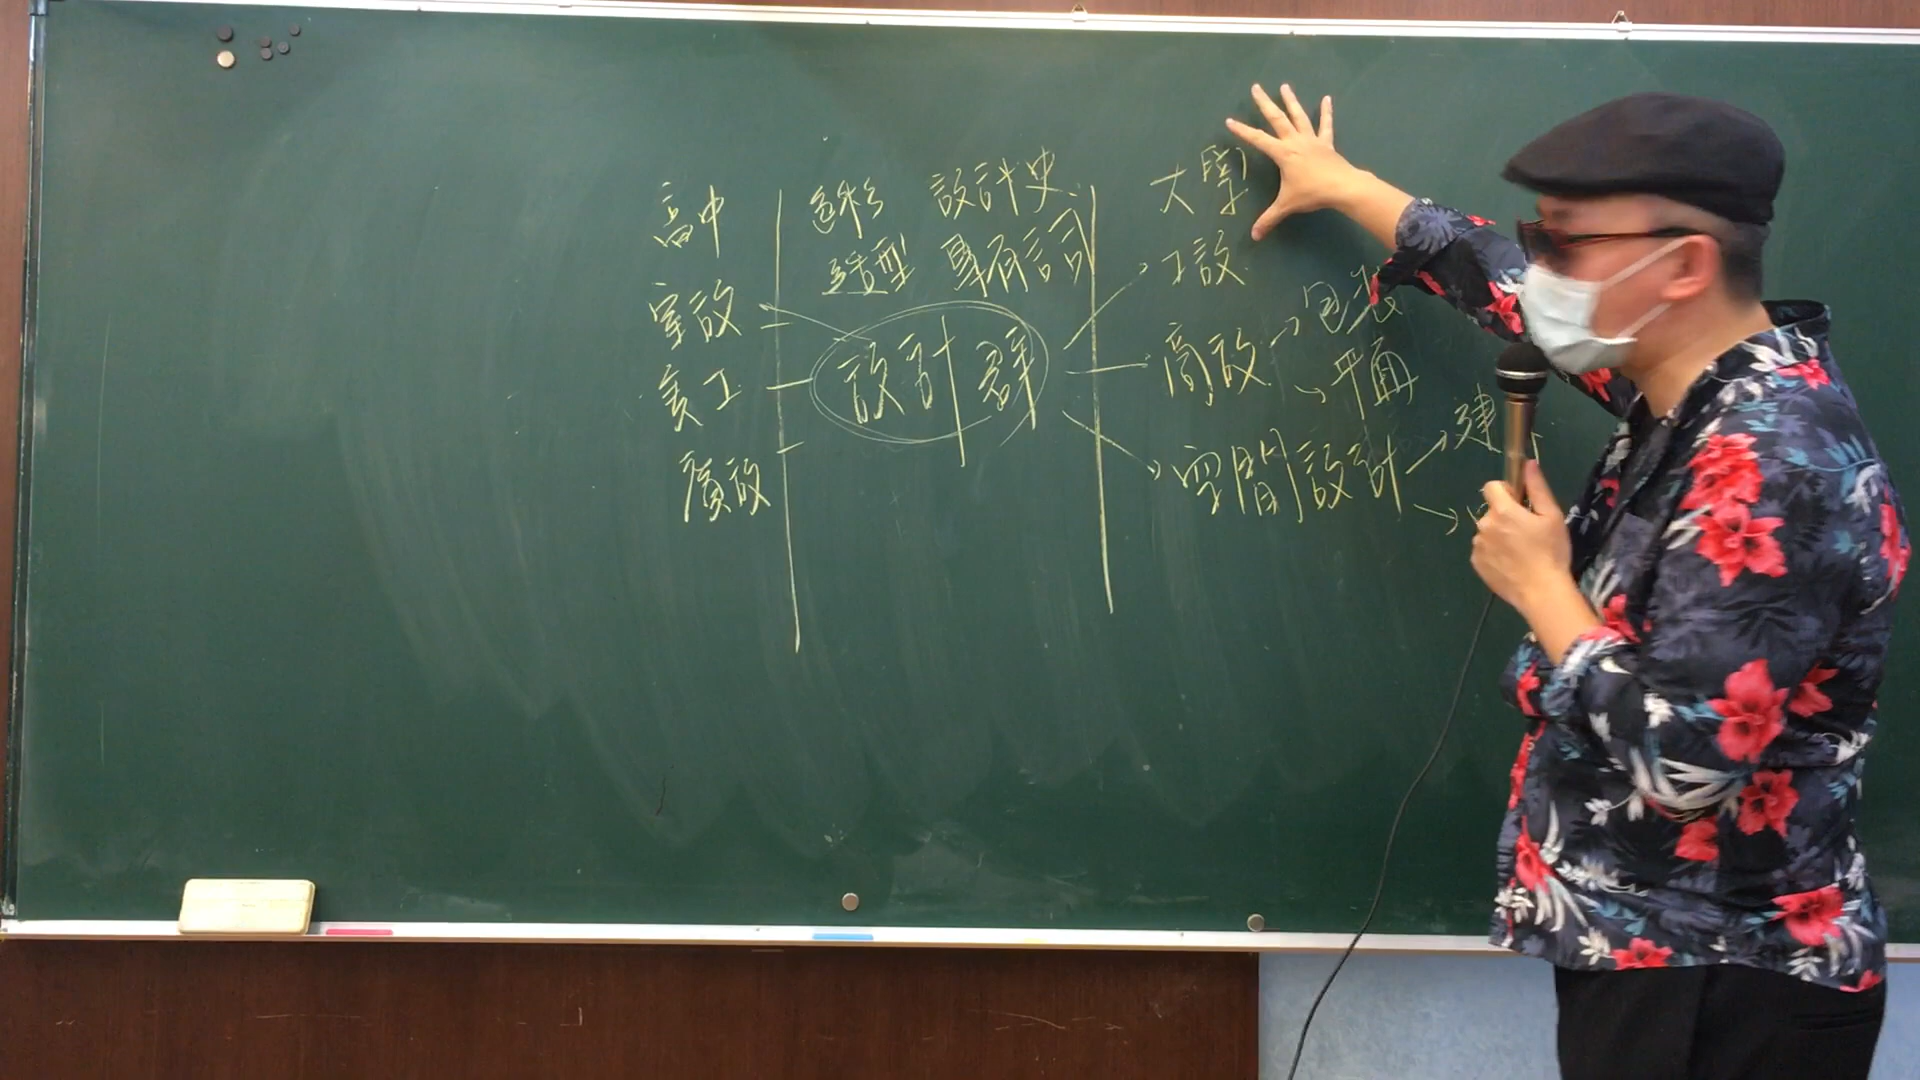 高中
室設
美工
廣設
色彩 設計史
造型 專有詞
設計群
大學
工設
商設→包裝
→平面
空間設計→建